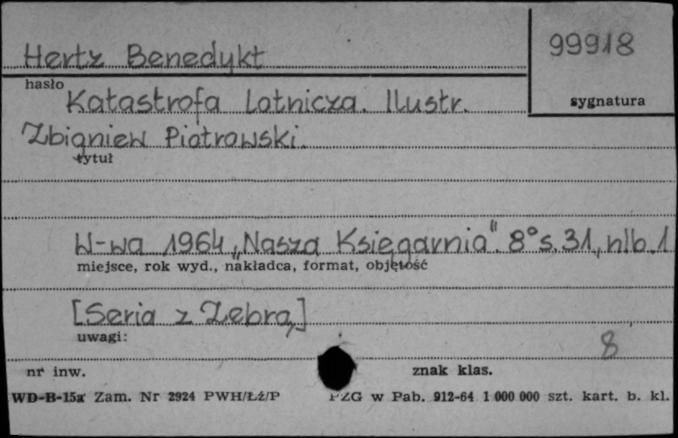 Hertz Benedykt
99918
hasło
sygnatura
Katastrofa lotnicza. Ilustr.
Zbigniew Piotrowski.
tytuł
W-wa 1964 „Nasza Księgarnia". 8° s. 31, nlb. 1
miejsce, rok wyd., nakładca, format, objętość
[Seria z Zebrą]
uwagi:
8
nr inw.
znak klas.
WD-B-15a Zam. Nr 2924 PWH/Łź/P PZG w Pab. 912-64 1 000 000 szt. kart. b. kl.